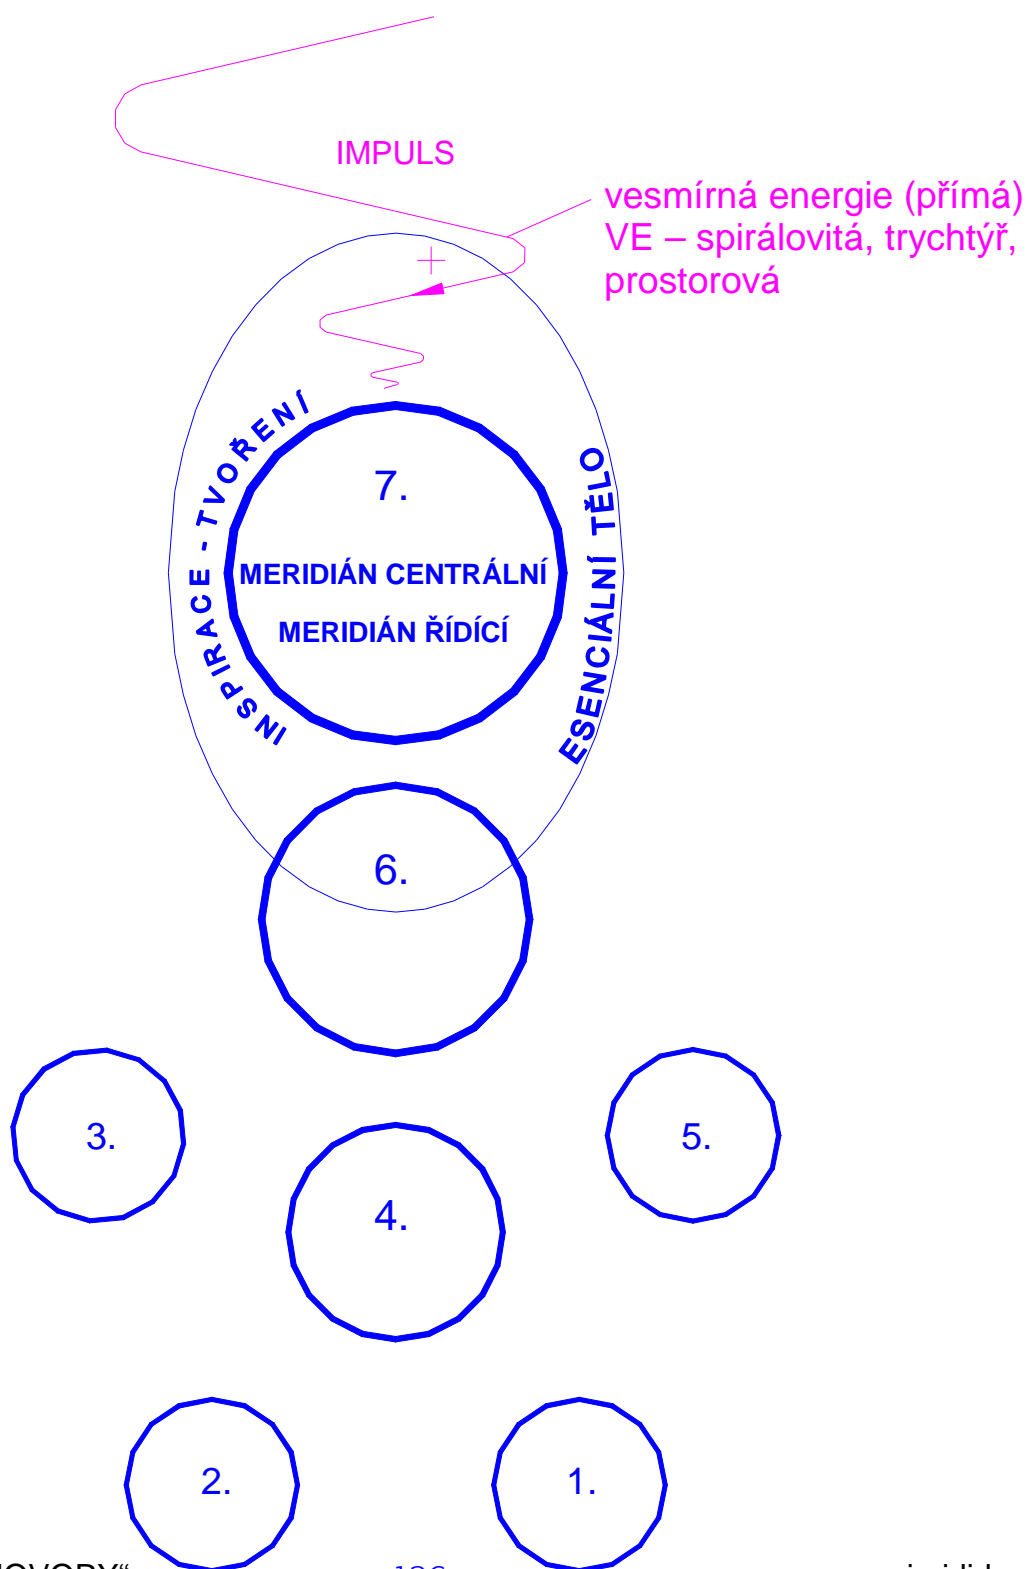 IMPULS
vesmírná energie (přímá)
VE – spirálovitá, trychtýř,
prostorová
+
INSPIRACE - TVOŘENÍ
ESENCIÁLNÍ TĚLO
7.
MERIDIÁN CENTRÁLNÍ
MERIDIÁN ŘÍDÍCÍ
6.
3.
5.
4.
2.
1.